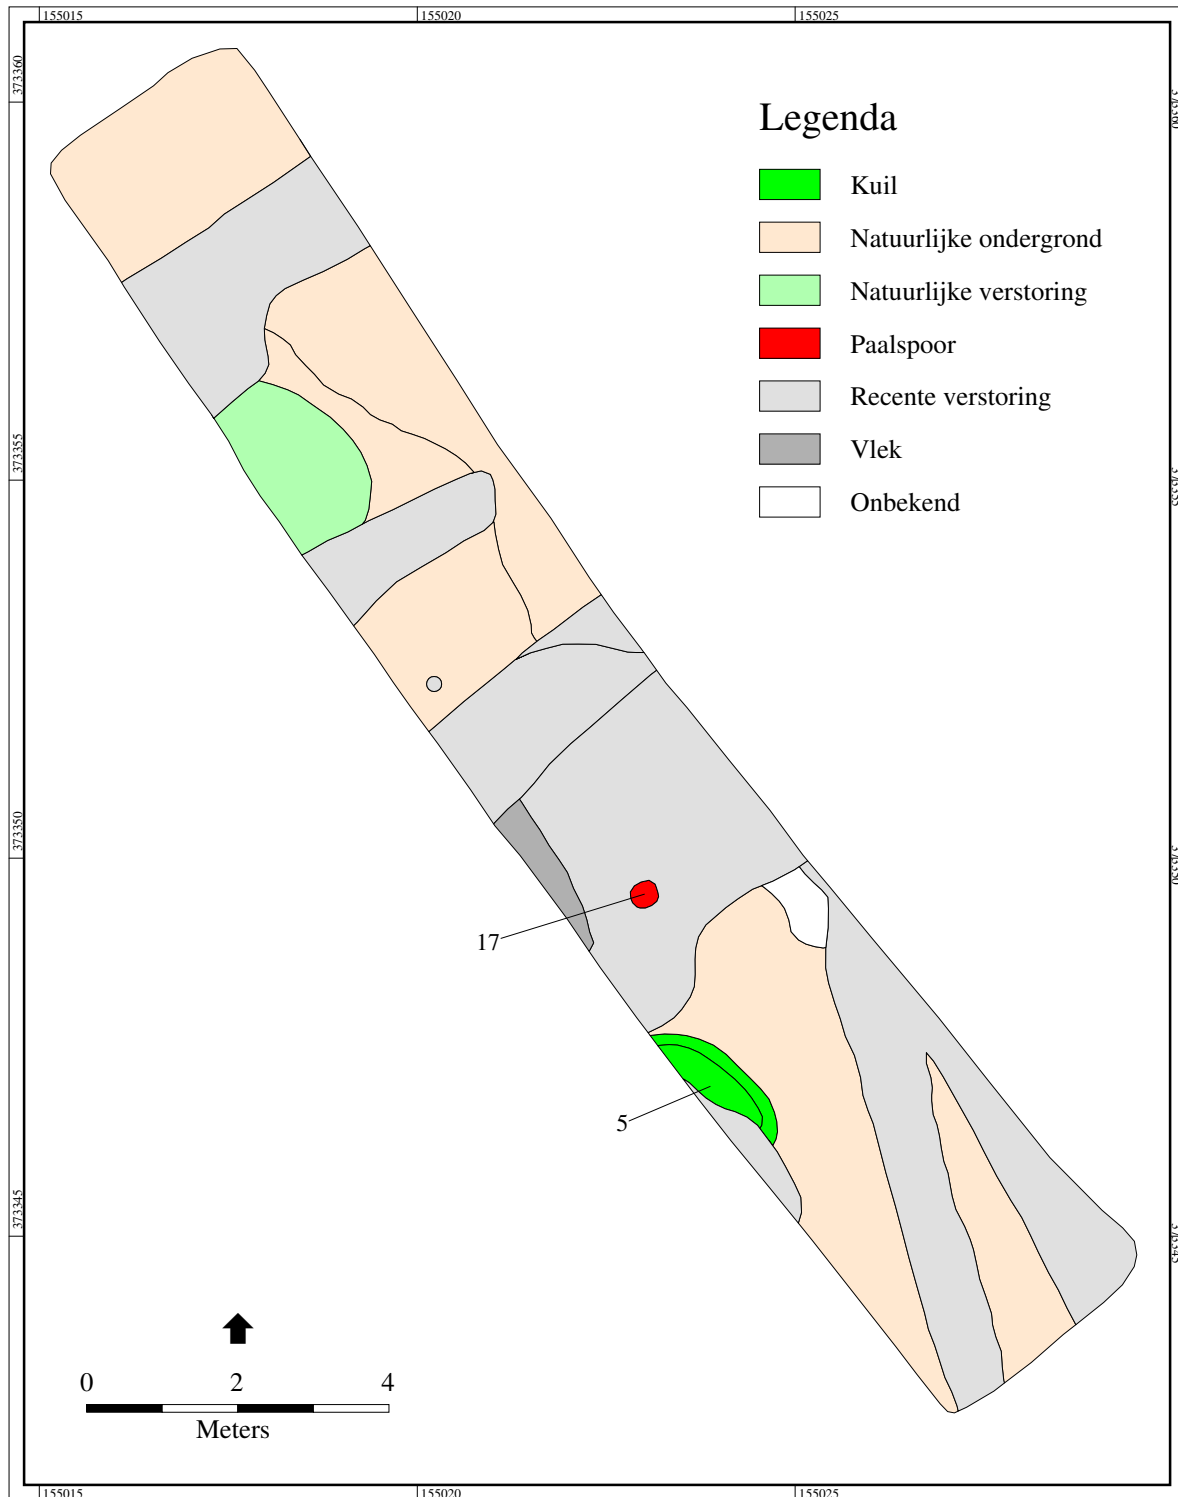 155015 155020 155025
373360
373355
373350
373345
Legenda
Kuil
Natuurlijke ondergrond
Natuurlijke verstoring
Paalspoor
Recente verstoring
Vlek
Onbekend
17
5
0 2 4
Meters
155015 155020 155025